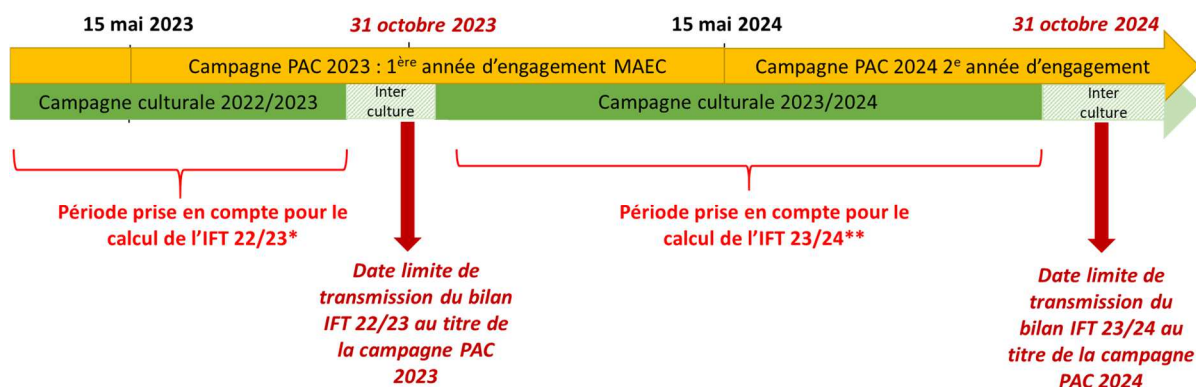 15 mai 2023
31 octobre 2023
15 mai 2024
31 octobre 2024
Campagne PAC 2023 : 1ère année d’engagement MAEC
Campagne PAC 2024 2e année d’engagement
Campagne culturale 2022/2023
Inter
culture
Campagne culturale 2023/2024
Inter
culture
Période prise en compte pour le
calcul de l’IFT 22/23*
Période prise en compte pour le
calcul de l’IFT 23/24**
Date limite de
transmission du bilan
IFT 22/23 au titre de
la campagne PAC
2023
Date limite de
transmission du
bilan IFT 23/24 au
titre de la campagne
PAC 2024